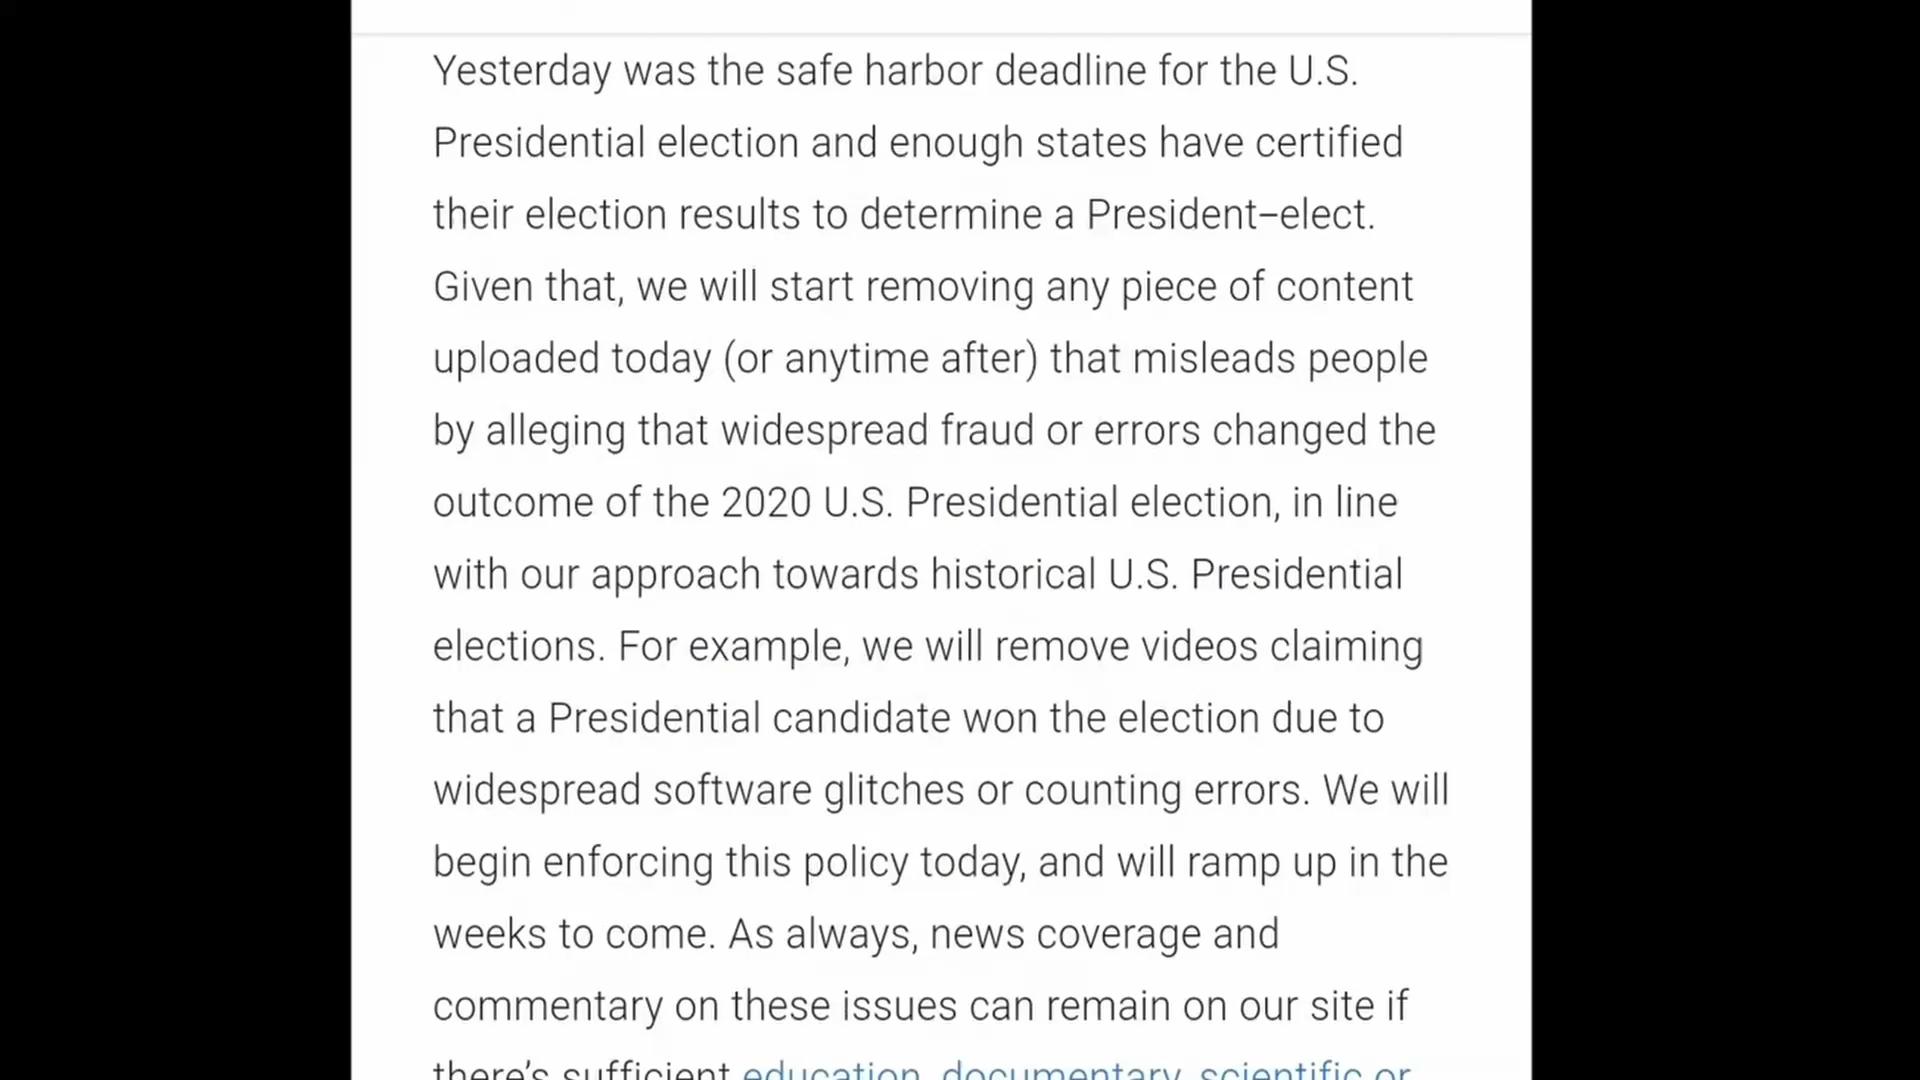 Yesterday was the safe harbor deadline for the U.S.
Presidential election and enough states have certified
their election results to determine a President–elect.
Given that, we will start removing any piece of content
uploaded today (or anytime after) that misleads people
by alleging that widespread fraud or errors changed the
outcome of the 2020 U.S. Presidential election, in line
with our approach towards historical U.S. Presidential
elections. For example, we will remove videos claiming
that a Presidential candidate won the election due to
widespread software glitches or counting errors. We will
begin enforcing this policy today, and will ramp up in the
weeks to come. As always, news coverage and
commentary on these issues can remain on our site if
there’s sufficient education, documentary, scientific or